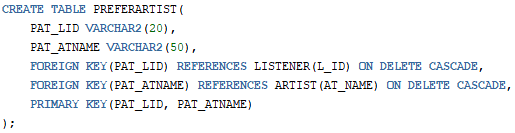 CREATE TABLE PREFERARTIST(
    PAT_LID VARCHAR2(20),
    PAT_ATNAME VARCHAR2(50),
    FOREIGN KEY(PAT_LID) REFERENCES LISTENER(L_ID) ON DELETE CASCADE,
    FOREIGN KEY(PAT_ATNAME) REFERENCES ARTIST(AT_NAME) ON DELETE CASCADE,
    PRIMARY KEY(PAT_LID, PAT_ATNAME)
);